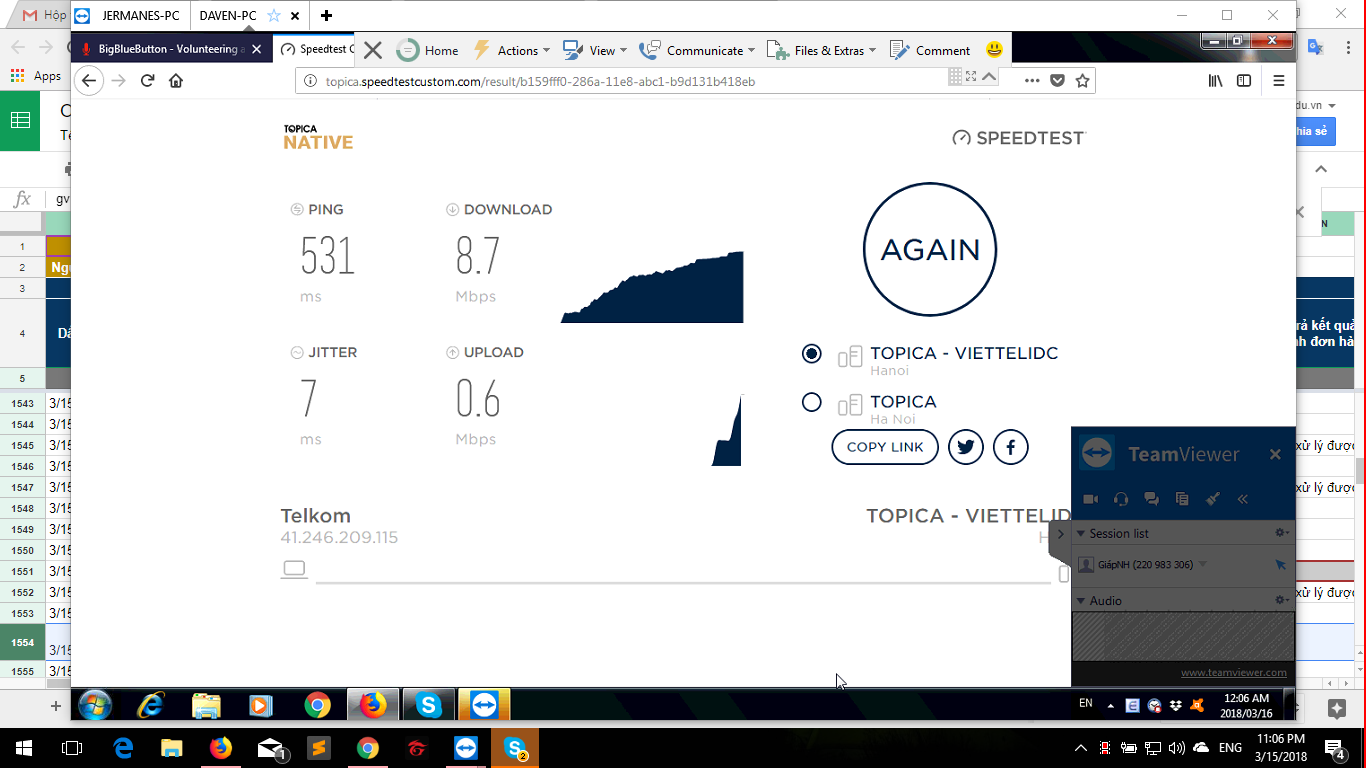 Hộp
JERMANES-PC
DAVEN-PC
BigBlueButton - Volunteering a
Speedtest C
Home
Actions
View
Communicate
Files & Extras
Comment
Apps
topica.speedtestcustom.com/result/b159fff0-286a-11e8-abc1-b9d131b418eb
du.vn
hia sẻ
fx
gv
TOPICA
NATIVE
SPEEDTEST
PING
531
ms
DOWNLOAD
8.7
Mbps
AGAIN
JITTER
7
ms
UPLOAD
0.6
Mbps
TOPICA - VIETTELIDC
Hanoi
TOPICA
Ha Noi
COPY LINK
Telkom
41.246.209.115
TOPICA - VIETTELID
H
TeamViewer
Session list
GiápNH (220 983 306)
Audio
www.teamviewer.com
N
1
2
Ngu
3
4
Dấ
rả kết quả
nh đơn hà
5
1543
3/15
1544
3/15
1545
3/15
xử lý được
1546
3/15
1547
3/15
xử lý được
1548
3/15
1549
3/15
1550
3/15
1551
3/15
1552
3/15
xử lý được
1553
3/15
1554
3/15
1555
3/15
EN
12:06 AM
2018/03/16
1
2
ENG
11:06 PM
3/15/2018
4